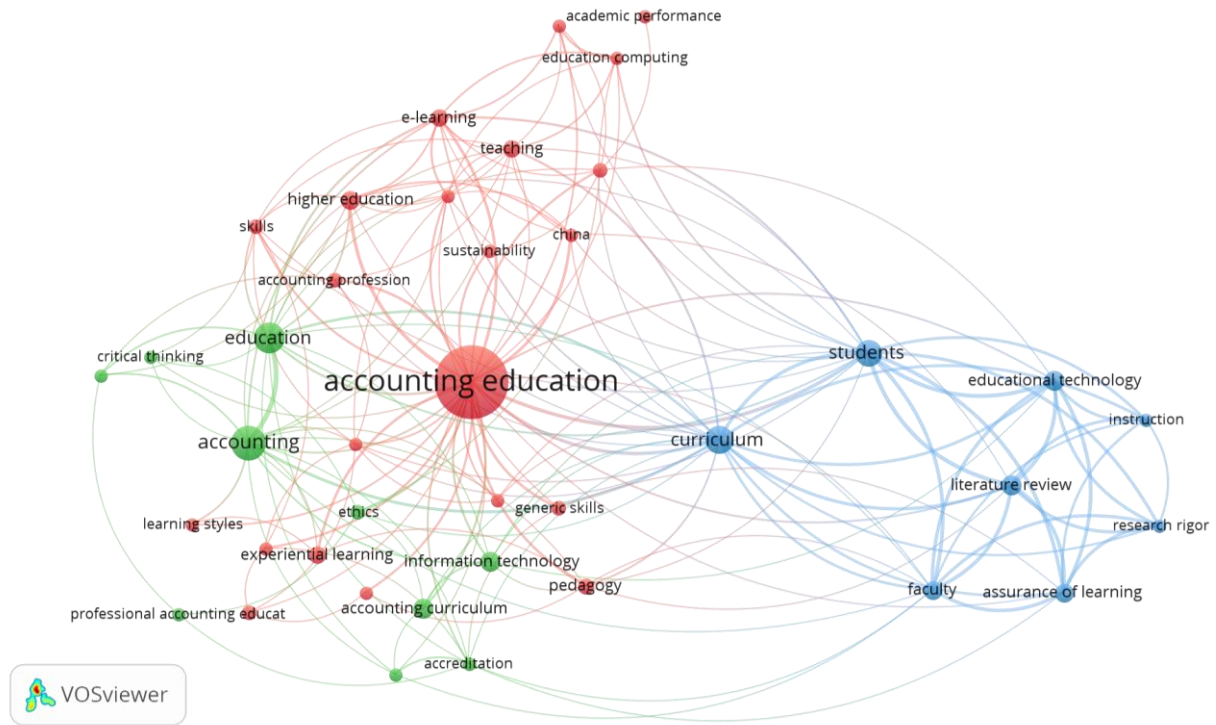 academic performance
education computing
e-learning
teaching
higher education
skills
china
sustainability
accounting profession
education
students
critical thinking
accounting education
educational technology
instruction
accounting
curriculum
literature review
generic skills
ethics
learning styles
research rigor
experiential learning
information technology
pedagogy
faculty
assurance of learning
accounting curriculum
professional accounting educat
accreditation
VOSviewer